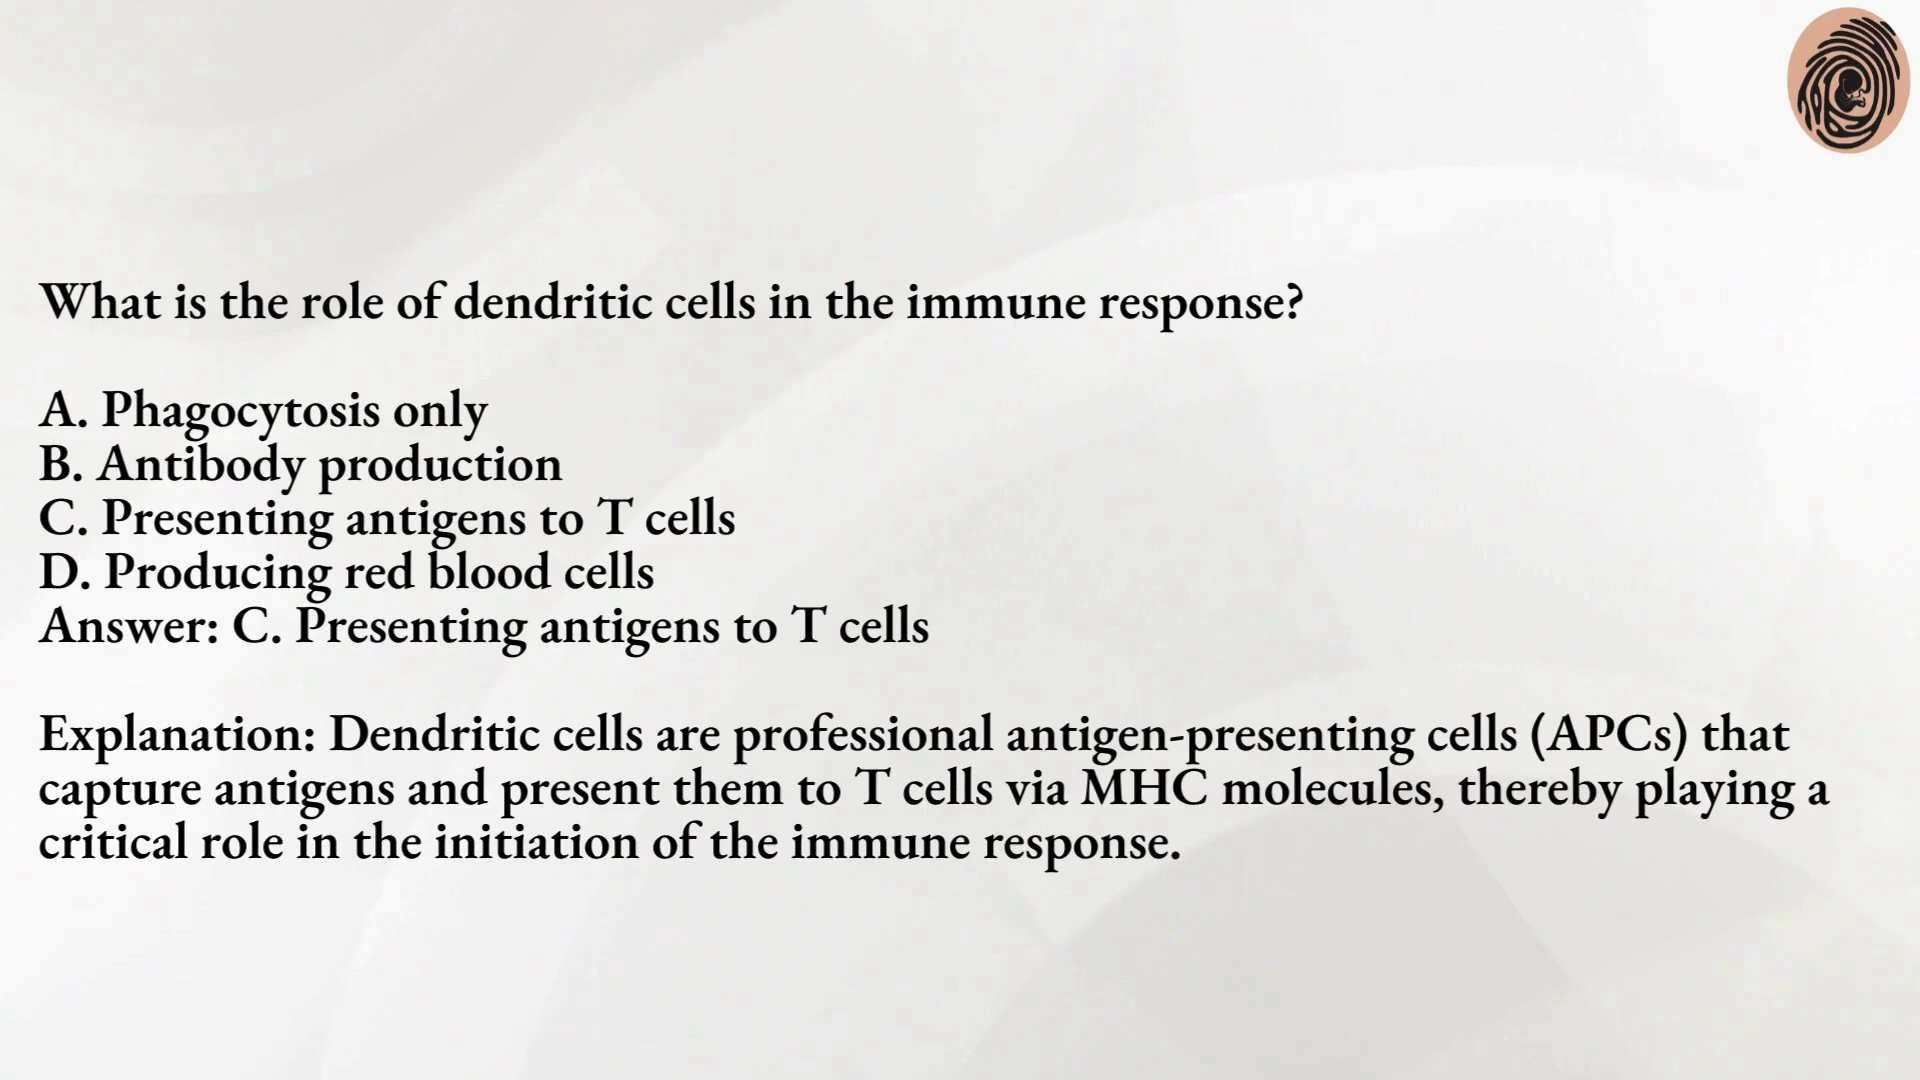 What is the role of dendritic cells in the immune response?
A. Phagocytosis only
B. Antibody production
C. Presenting antigens to T cells
D. Producing red blood cells
Answer: C. Presenting antigens to T cells
Explanation: Dendritic cells are professional antigen-presenting cells (APCs) that
capture antigens and present them to T cells via MHC molecules, thereby playing a
critical role in the initiation of the immune response.